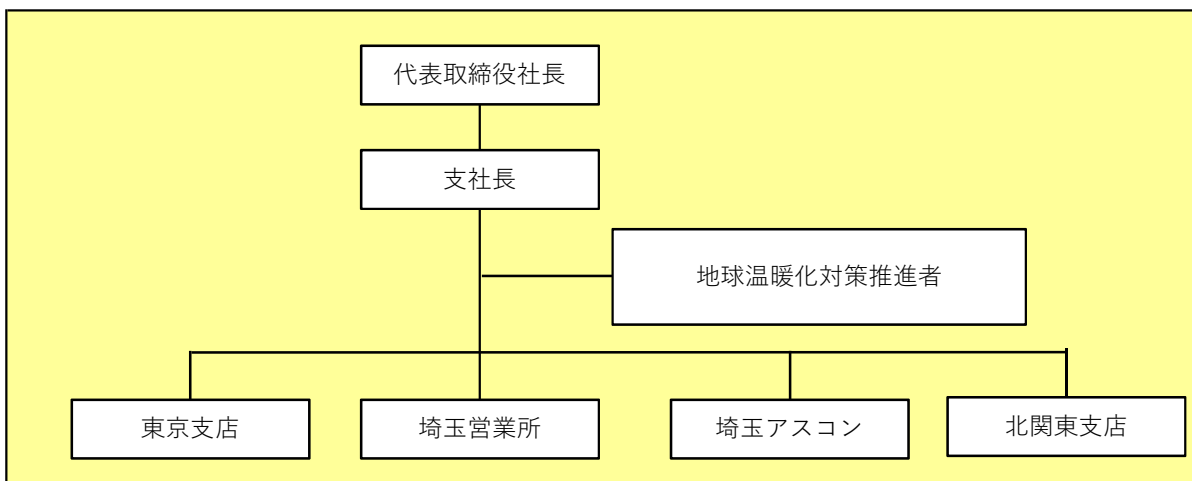 代表取締役社長
支社長
地球温暖化対策推進者
東京支店
埼玉営業所
埼玉アスコン
北関東支店